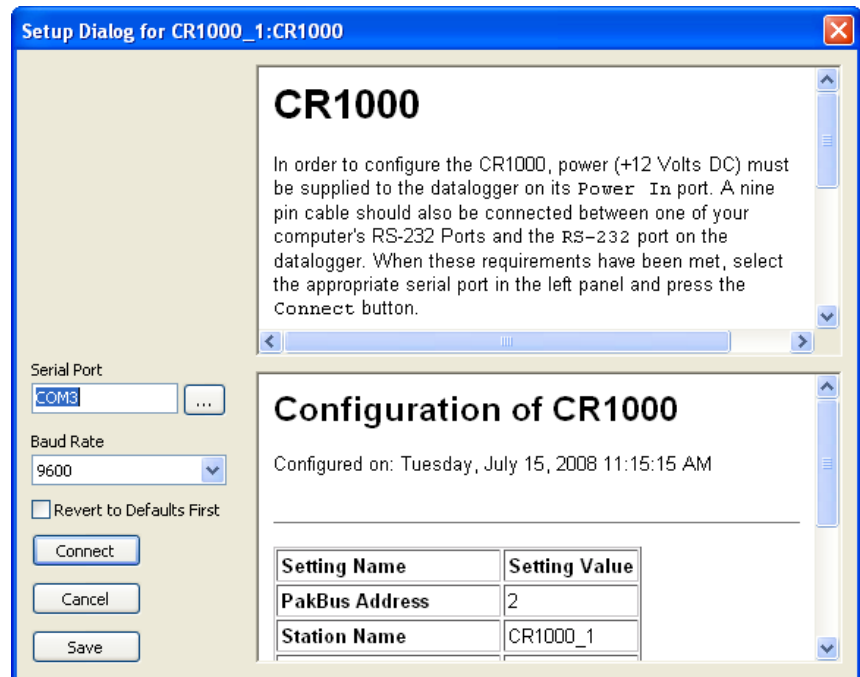 Setup Dialog for CR1000_1:CR1000
CR1000
In order to configure the CR1000, power (+12 Volts DC) must
be supplied to the datalogger on its Power In port. A nine
pin cable should also be connected between one of your
computer's RS-232 Ports and the RS-232 port on the
datalogger. When these requirements have been met, select
the appropriate serial port in the left panel and press the
Connect button.
Serial Port
COM3
...
Baud Rate
9600
Revert to Defaults First
Connect
Cancel
Save
Configuration of CR1000
Configured on: Tuesday, July 15, 2008 11:15:15 AM
Setting Name Setting Value
PakBus Address 2
Station Name CR1000_1